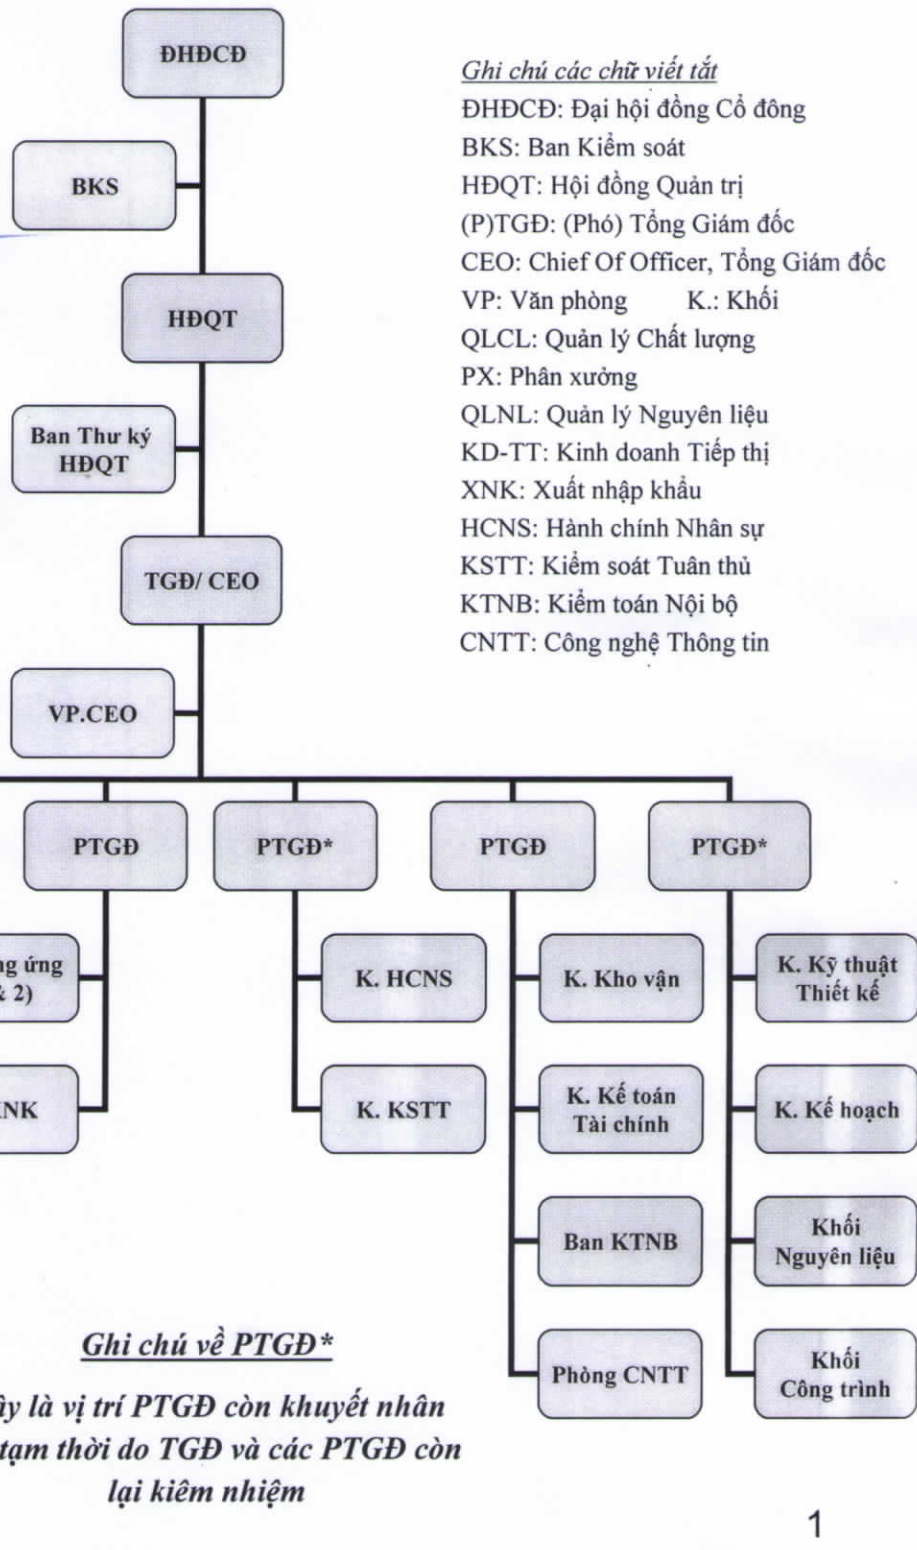 ĐHĐCĐ
BKS
HĐQT
Ban Thư ký
HĐQT
TGĐ/ CEO
VP.CEO
Ghi chú các chữ viết tắt
ĐHĐCĐ: Đại hội đồng Cổ đông
BKS: Ban Kiểm soát
HĐQT: Hội đồng Quản trị
(P)TGĐ: (Phó) Tổng Giám đốc
CEO: Chief Of Officer, Tổng Giám đốc
VP: Văn phòng K.: Khối
QLCL: Quản lý Chất lượng
PX: Phân xưởng
QLNL: Quản lý Nguyên liệu
KD-TT: Kinh doanh Tiếp thị
XNK: Xuất nhập khẩu
HCNS: Hành chính Nhân sự
KSTT: Kiểm soát Tuân thủ
KTNB: Kiểm toán Nội bộ
CNTT: Công nghệ Thông tin
PTGĐ PTGĐ* PTGĐ PTGĐ*
ứng
2)
K. HCNS
K. Kho vận
K. Kỹ thuật
Thiết kế
K. KSTT
K. Kế toán
Tài chính
K. Kế hoạch
Ban KTNB
Khối
Nguyên liệu
Phòng CNTT
Khối
Công trình
Ghi chú về PTGĐ*
là vị trí PTGĐ còn khuyết nhân
tạm thời do TGĐ và các PTGĐ còn
lại kiêm nhiệm
1